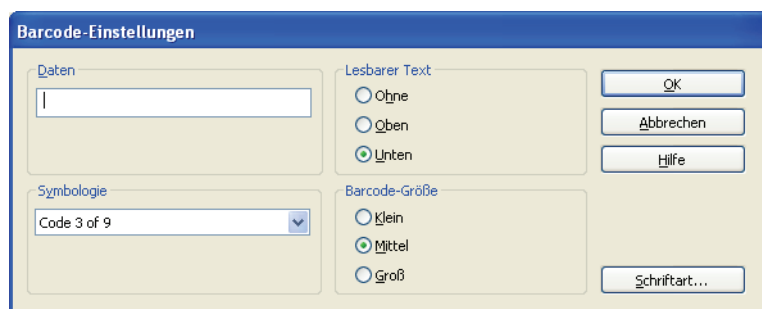 Barcode-Einstellungen
Daten
Lesbarer Text
Ohne
Oben
Unten
OK
Abbrechen
Hilfe
Symbologie
Code 3 of 9
Barcode-Größe
Klein
Mittel
Groß
Schriftart...